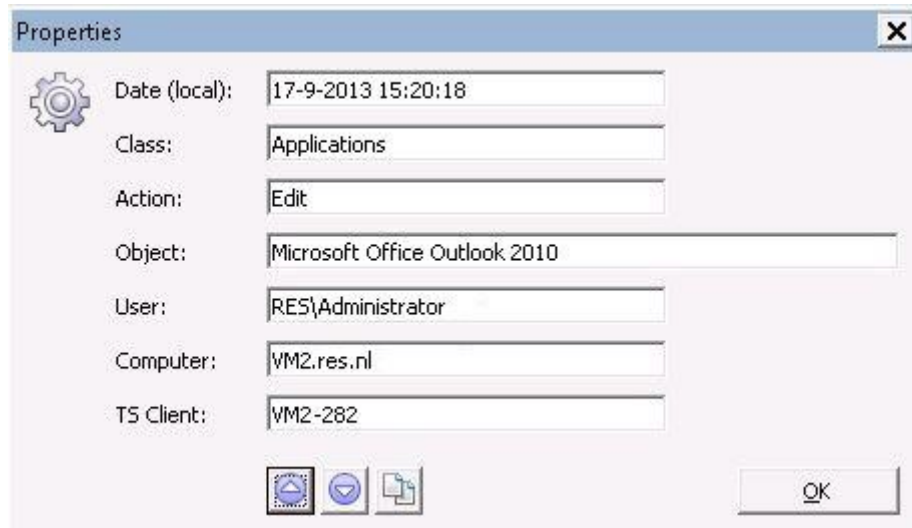 Properties
Date (local): 17-9-2013 15:20:18
Class: Applications
Action: Edit
Object: Microsoft Office Outlook 2010
User: RES\Administrator
Computer: VM2.res.nl
TS Client: VM2-282
OK